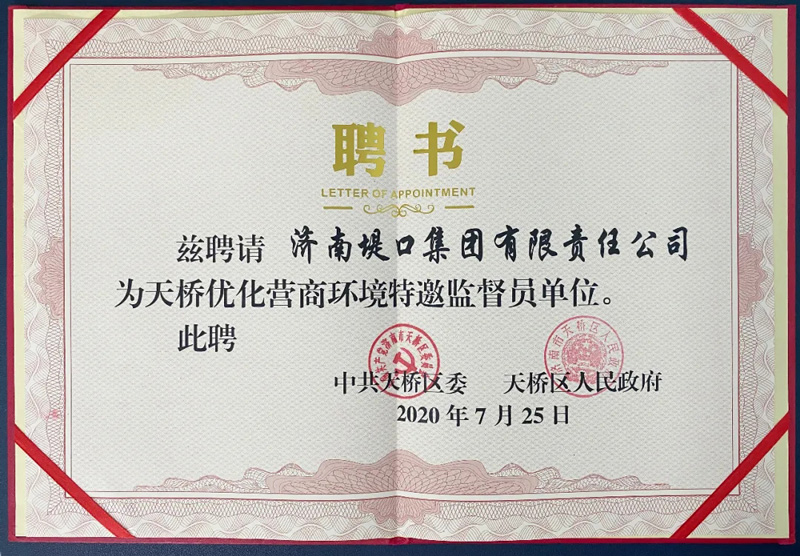 聘书
LETTER OF APPOINTMENT
兹聘请 济南堤口集团有限责任公司
为天桥优化营商环境特邀监督员单位。
此聘
中共天桥区委 天桥区人民政府
2020年7月25日